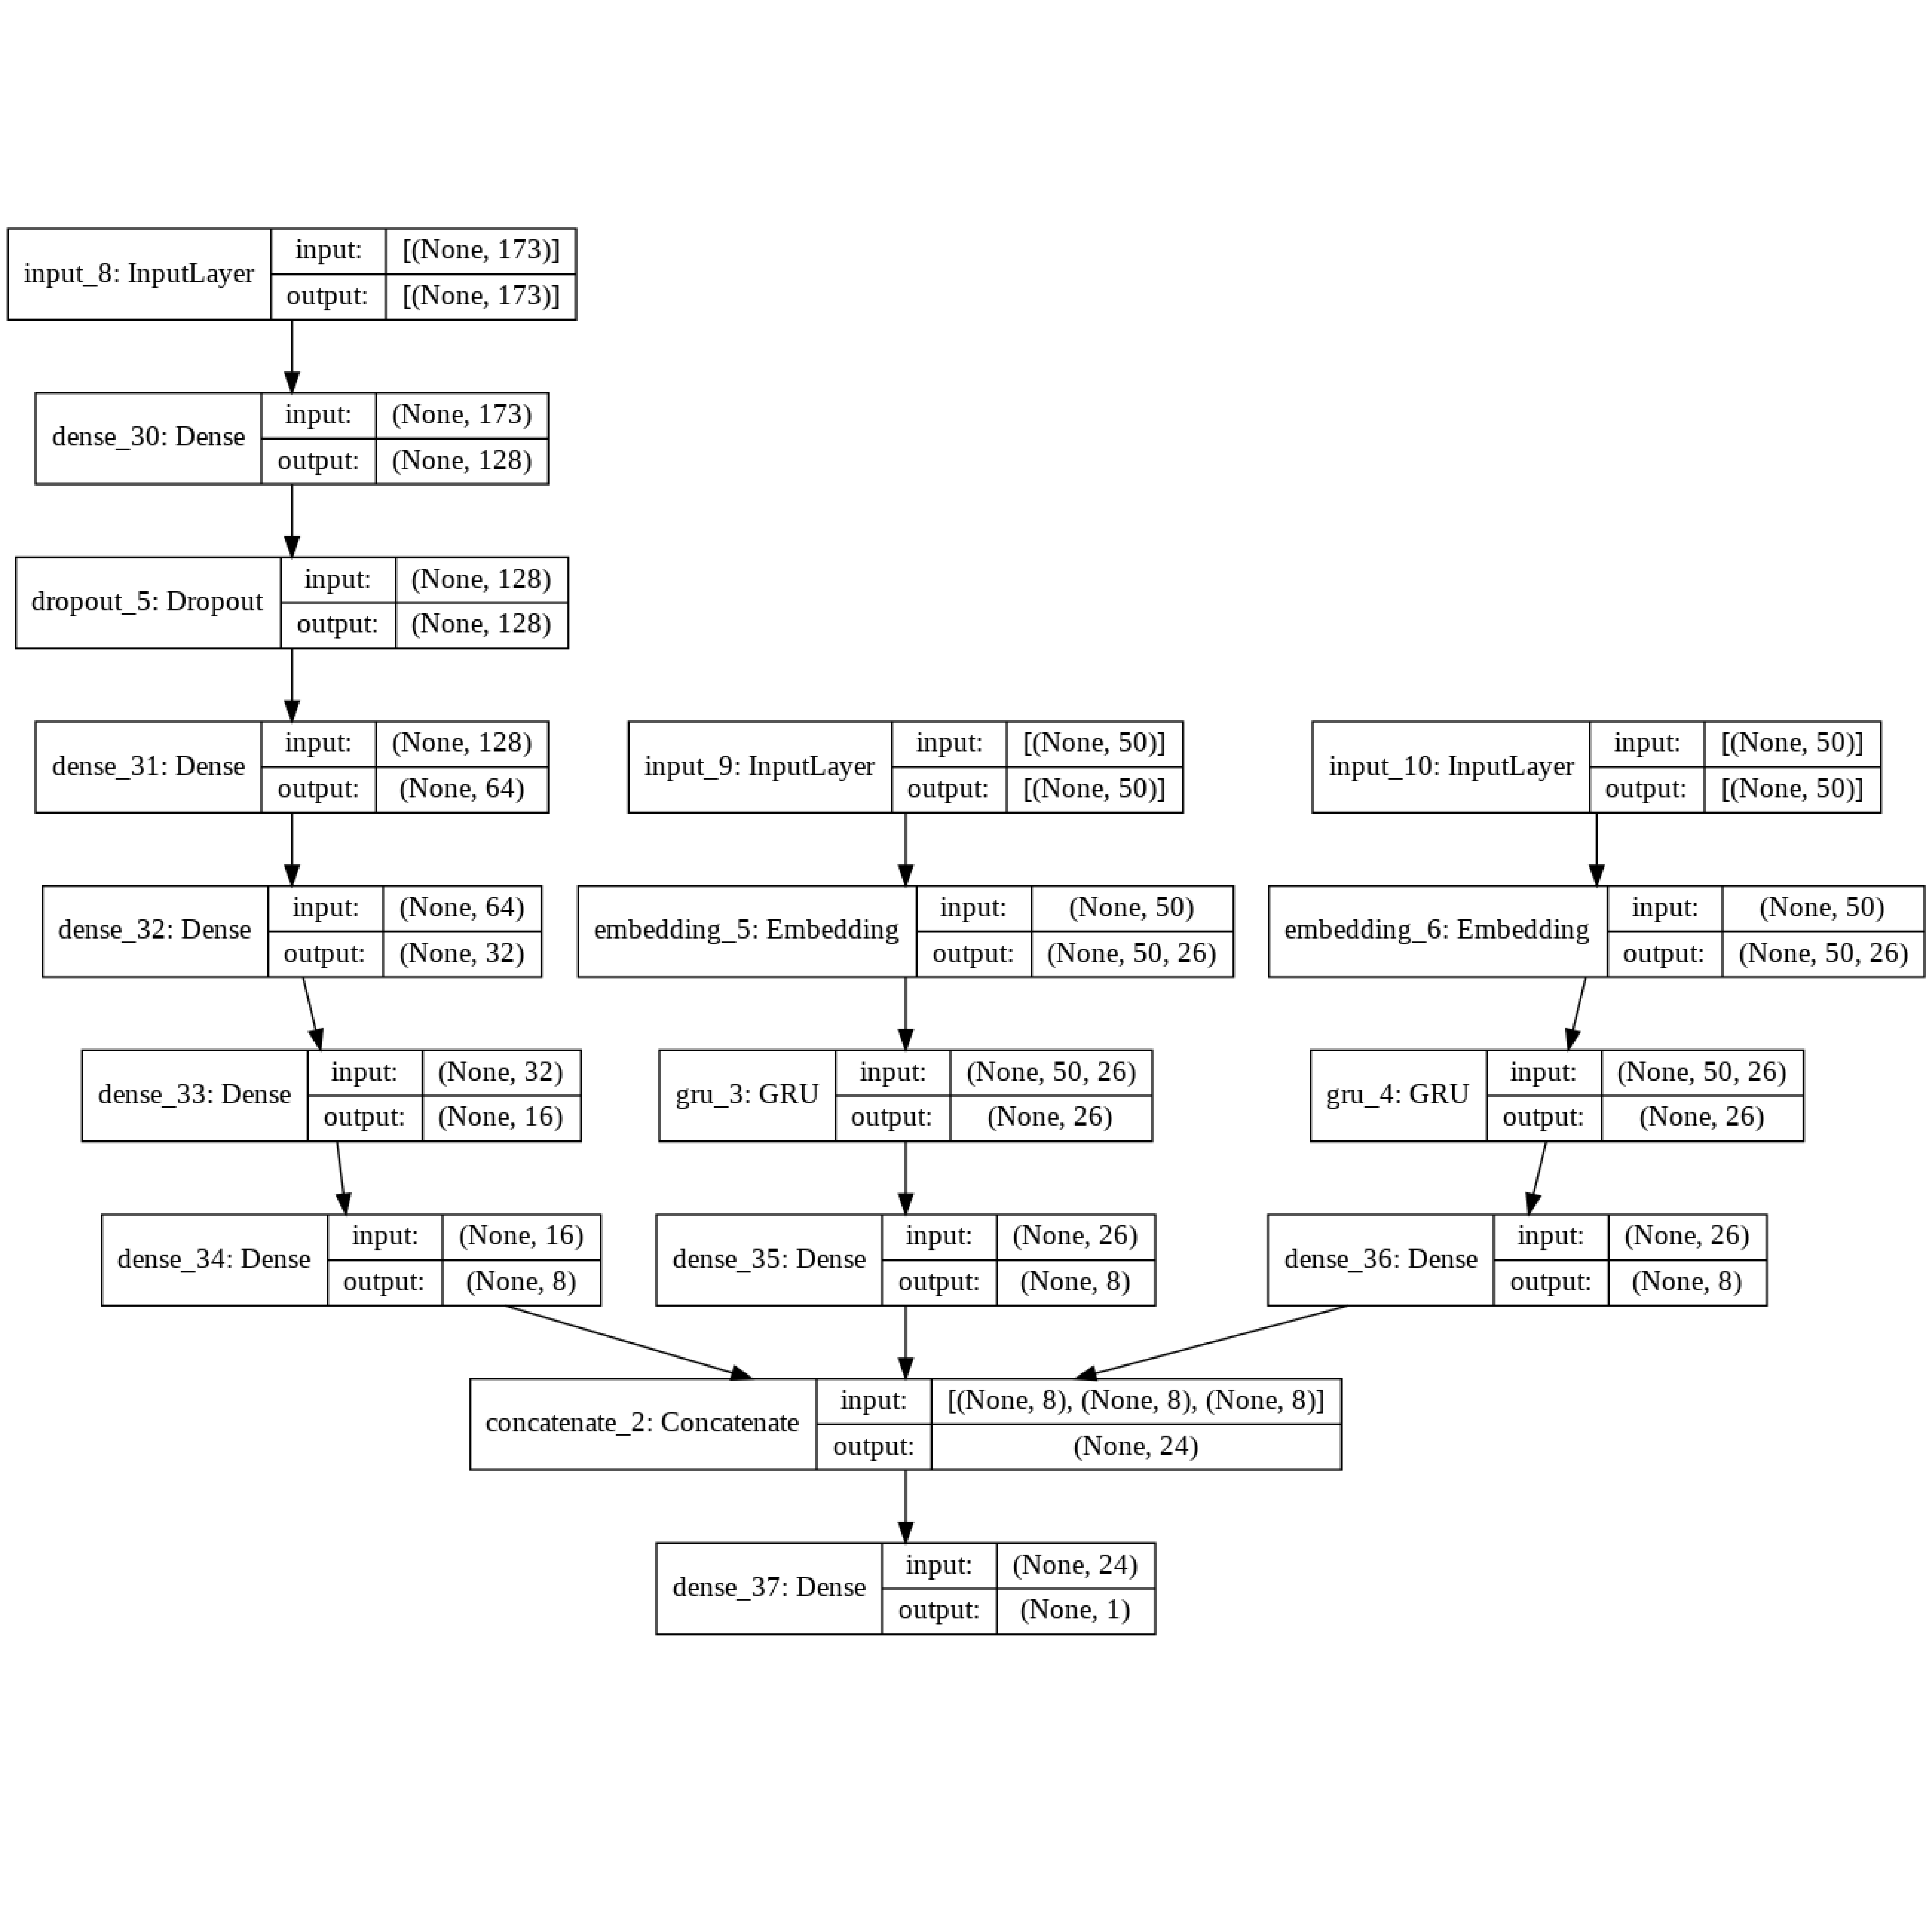 input_8: InputLayer
input: [(None, 173)]
output: [(None, 173)]
dense_30: Dense
input: (None, 173)
output: (None, 128)
dropout_5: Dropout
input: (None, 128)
output: (None, 128)
dense_31: Dense
input: (None, 128)
output: (None, 64)
input_9: InputLayer
input: [(None, 50)]
output: [(None, 50)]
input_10: InputLayer
input: [(None, 50)]
output: [(None, 50)]
dense_32: Dense
input: (None, 64)
output: (None, 32)
embedding_5: Embedding
input: (None, 50)
output: (None, 50, 26)
embedding_6: Embedding
input: (None, 50)
output: (None, 50, 26)
dense_33: Dense
input: (None, 32)
output: (None, 16)
gru_3: GRU
input: (None, 50, 26)
output: (None, 26)
gru_4: GRU
input: (None, 50, 26)
output: (None, 26)
dense_34: Dense
input: (None, 16)
output: (None, 8)
dense_35: Dense
input: (None, 26)
output: (None, 8)
dense_36: Dense
input: (None, 26)
output: (None, 8)
concatenate_2: Concatenate
input: [(None, 8), (None, 8), (None, 8)]
output: (None, 24)
dense_37: Dense
input: (None, 24)
output: (None, 1)